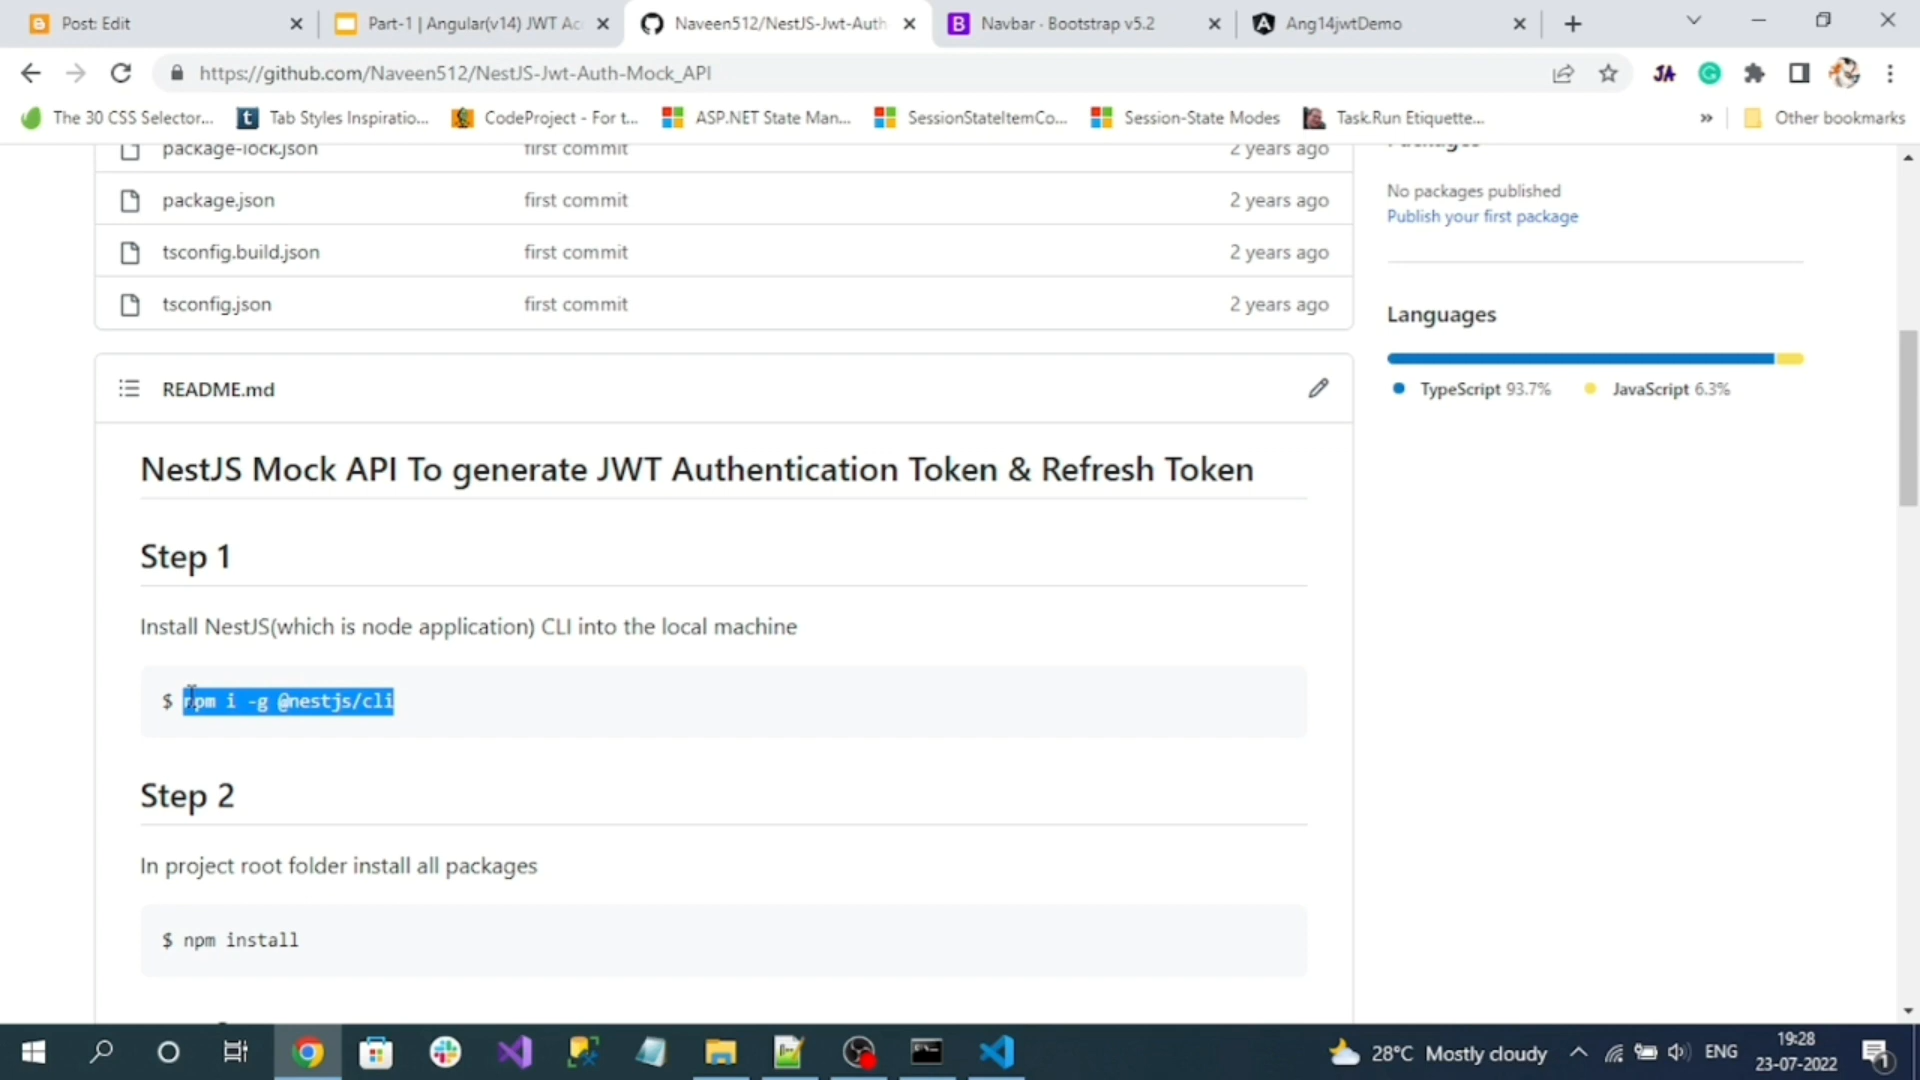 Post: Edit
Part-1 | Angular(v14) JWT Ac
Naveen512/NestJS-Jwt-Auth
Navbar · Bootstrap v5.2
Ang14jwtDemo
https://github.com/Naveen512/NestJS-Jwt-Auth-Mock_API
The 30 CSS Selector...
Tab Styles Inspiratio...
CodeProject - For t...
ASP.NET State Man...
SessionStateItemCo...
Session-State Modes
Task.Run Etiquette...
»
Other bookmarks
package-lock.json first commit 2 years ago
package.json first commit 2 years ago
tsconfig.build.json first commit 2 years ago
tsconfig.json first commit 2 years ago
Packages
No packages published
Publish your first package
Languages
TypeScript 93.7% JavaScript 6.3%
README.md
NestJS Mock API To generate JWT Authentication Token & Refresh Token
Step 1
Install NestJS(which is node application) CLI into the local machine
$ npm i -g @nestjs/cli
Step 2
In project root folder install all packages
$ npm install
28°C Mostly cloudy
ENG
19:28
23-07-2022
1